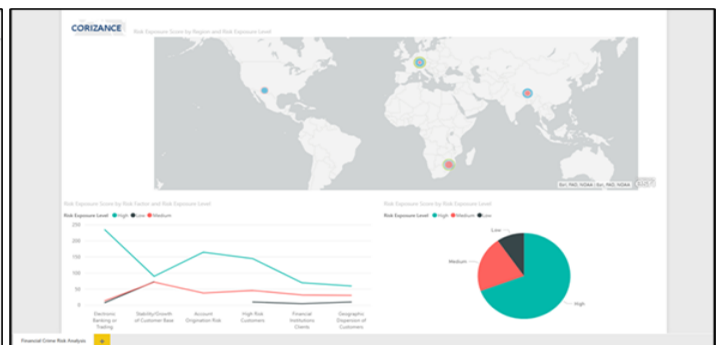 CORIZANCE
Risk Exposure Score by Region and Risk Exposure Level
Esri, FAO, NOAA | Esri, FAO, NOAA
Risk Exposure Score by Risk Factor and Risk Exposure Level
Risk Exposure Level High Low Medium
250
200
150
100
50
0
Electronic Banking or Trading
Stability/Growth of Customer Base
Account Origination Risk
High Risk Customers
Financial Institutions Clients
Geographic Dispersion of Customers
Risk Exposure Score by Risk Exposure Level
Risk Exposure Level High Medium Low
Low
Medium
High
Financial Crime Risk Analysis +